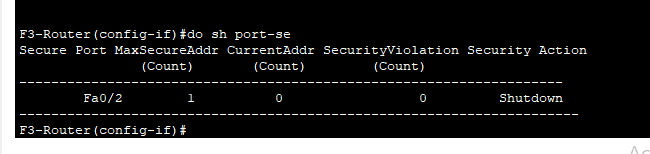 F3-Router(config-if)#do sh port-se
Secure Port MaxSecureAddr CurrentAddr SecurityViolation Security Action
(Count) (Count) (Count)
---------------------------------------------------------------------
Fa0/2 1 0 0 Shutdown
-----------------------------------------------------------------------
F3-Router(config-if)#